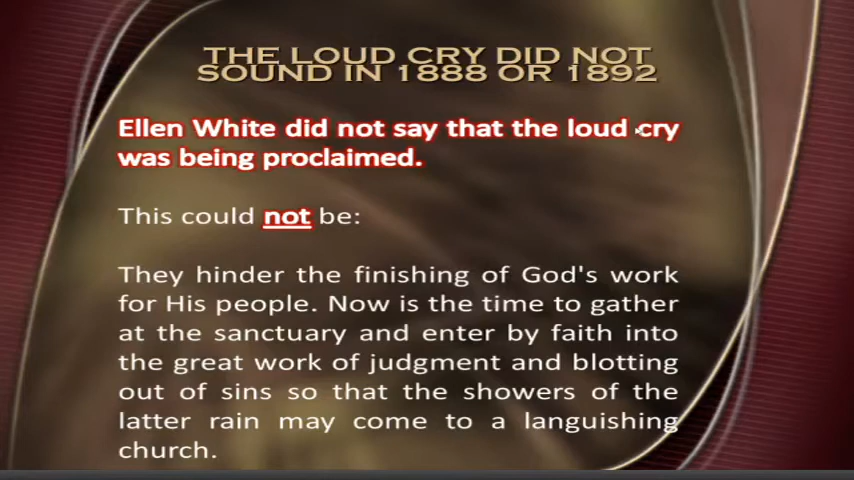 THE LOUD CRY DID NOT
SOUND IN 1888 OR 1892
Ellen White did not say that the loud cry
was being proclaimed.
This could not be:
They hinder the finishing of God's work
for His people. Now is the time to gather
at the sanctuary and enter by faith into
the great work of judgment and blotting
out of sins so that the showers of the
latter rain may come to a languishing
church.